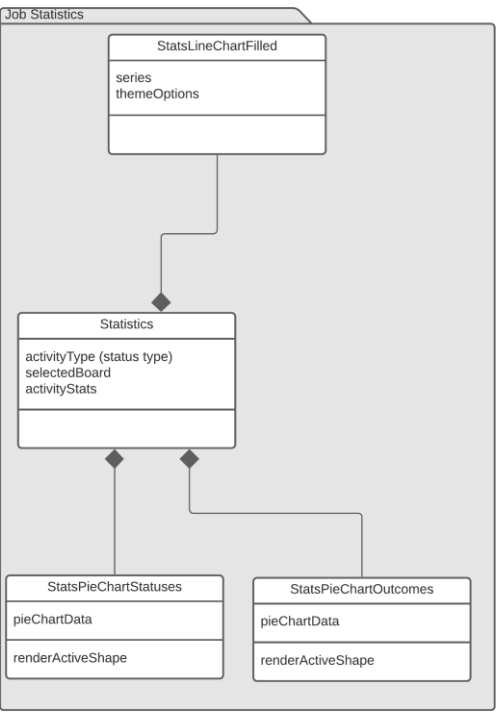 Job Statistics
StatsLineChartFilled
series
themeOptions
Statistics
activityType (status type)
selectedBoard
activityStats
StatsPieChartStatuses
pieChartData
renderActiveShape
StatsPieChartOutcomes
pieChartData
renderActiveShape